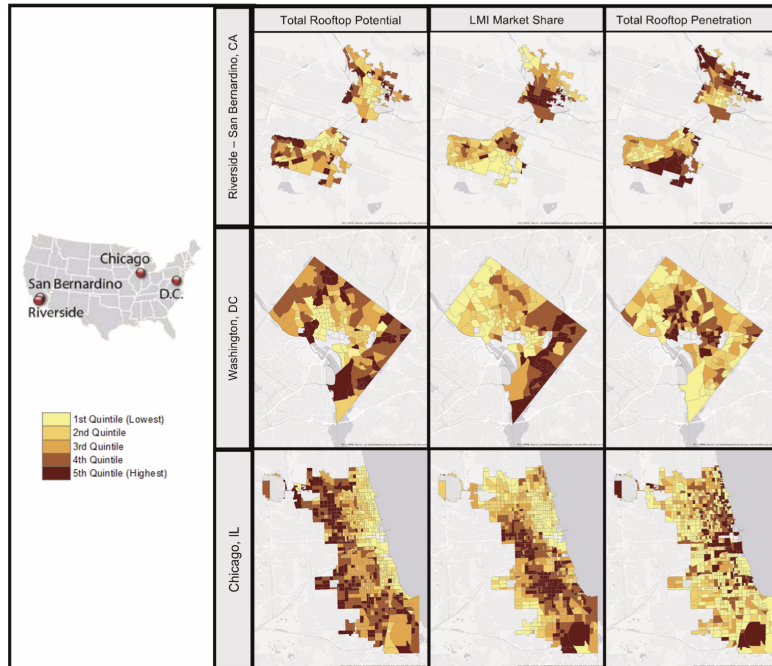 Total Rooftop Potential
LMI Market Share
Total Rooftop Penetration
Riverside – San Bernardino, CA
Washington, DC
Chicago, IL
Chicago
San Bernardino
D.C.
Riverside
1st Quintile (Lowest)
2nd Quintile
3rd Quintile
4th Quintile
5th Quintile (Highest)